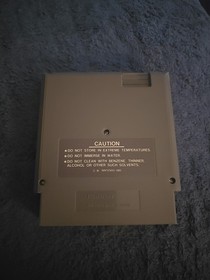 CAUTION
●DO NOT STORE IN EXTREME TEMPERATURES.
●DO NOT IMMERSE IN WATER.
●DO NOT CLEAN WITH BENZENE, THINNER,
ALCOHOL OR OTHER SUCH SOLVENTS.